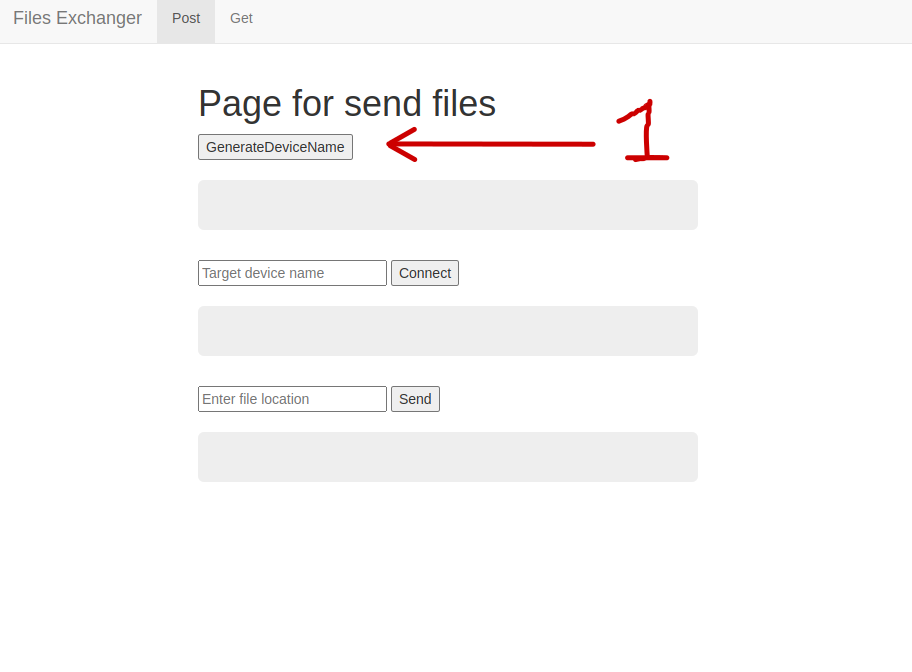 Files Exchanger Post Get
Page for send files
1
GenerateDeviceName
Target device name Connect
Enter file location Send